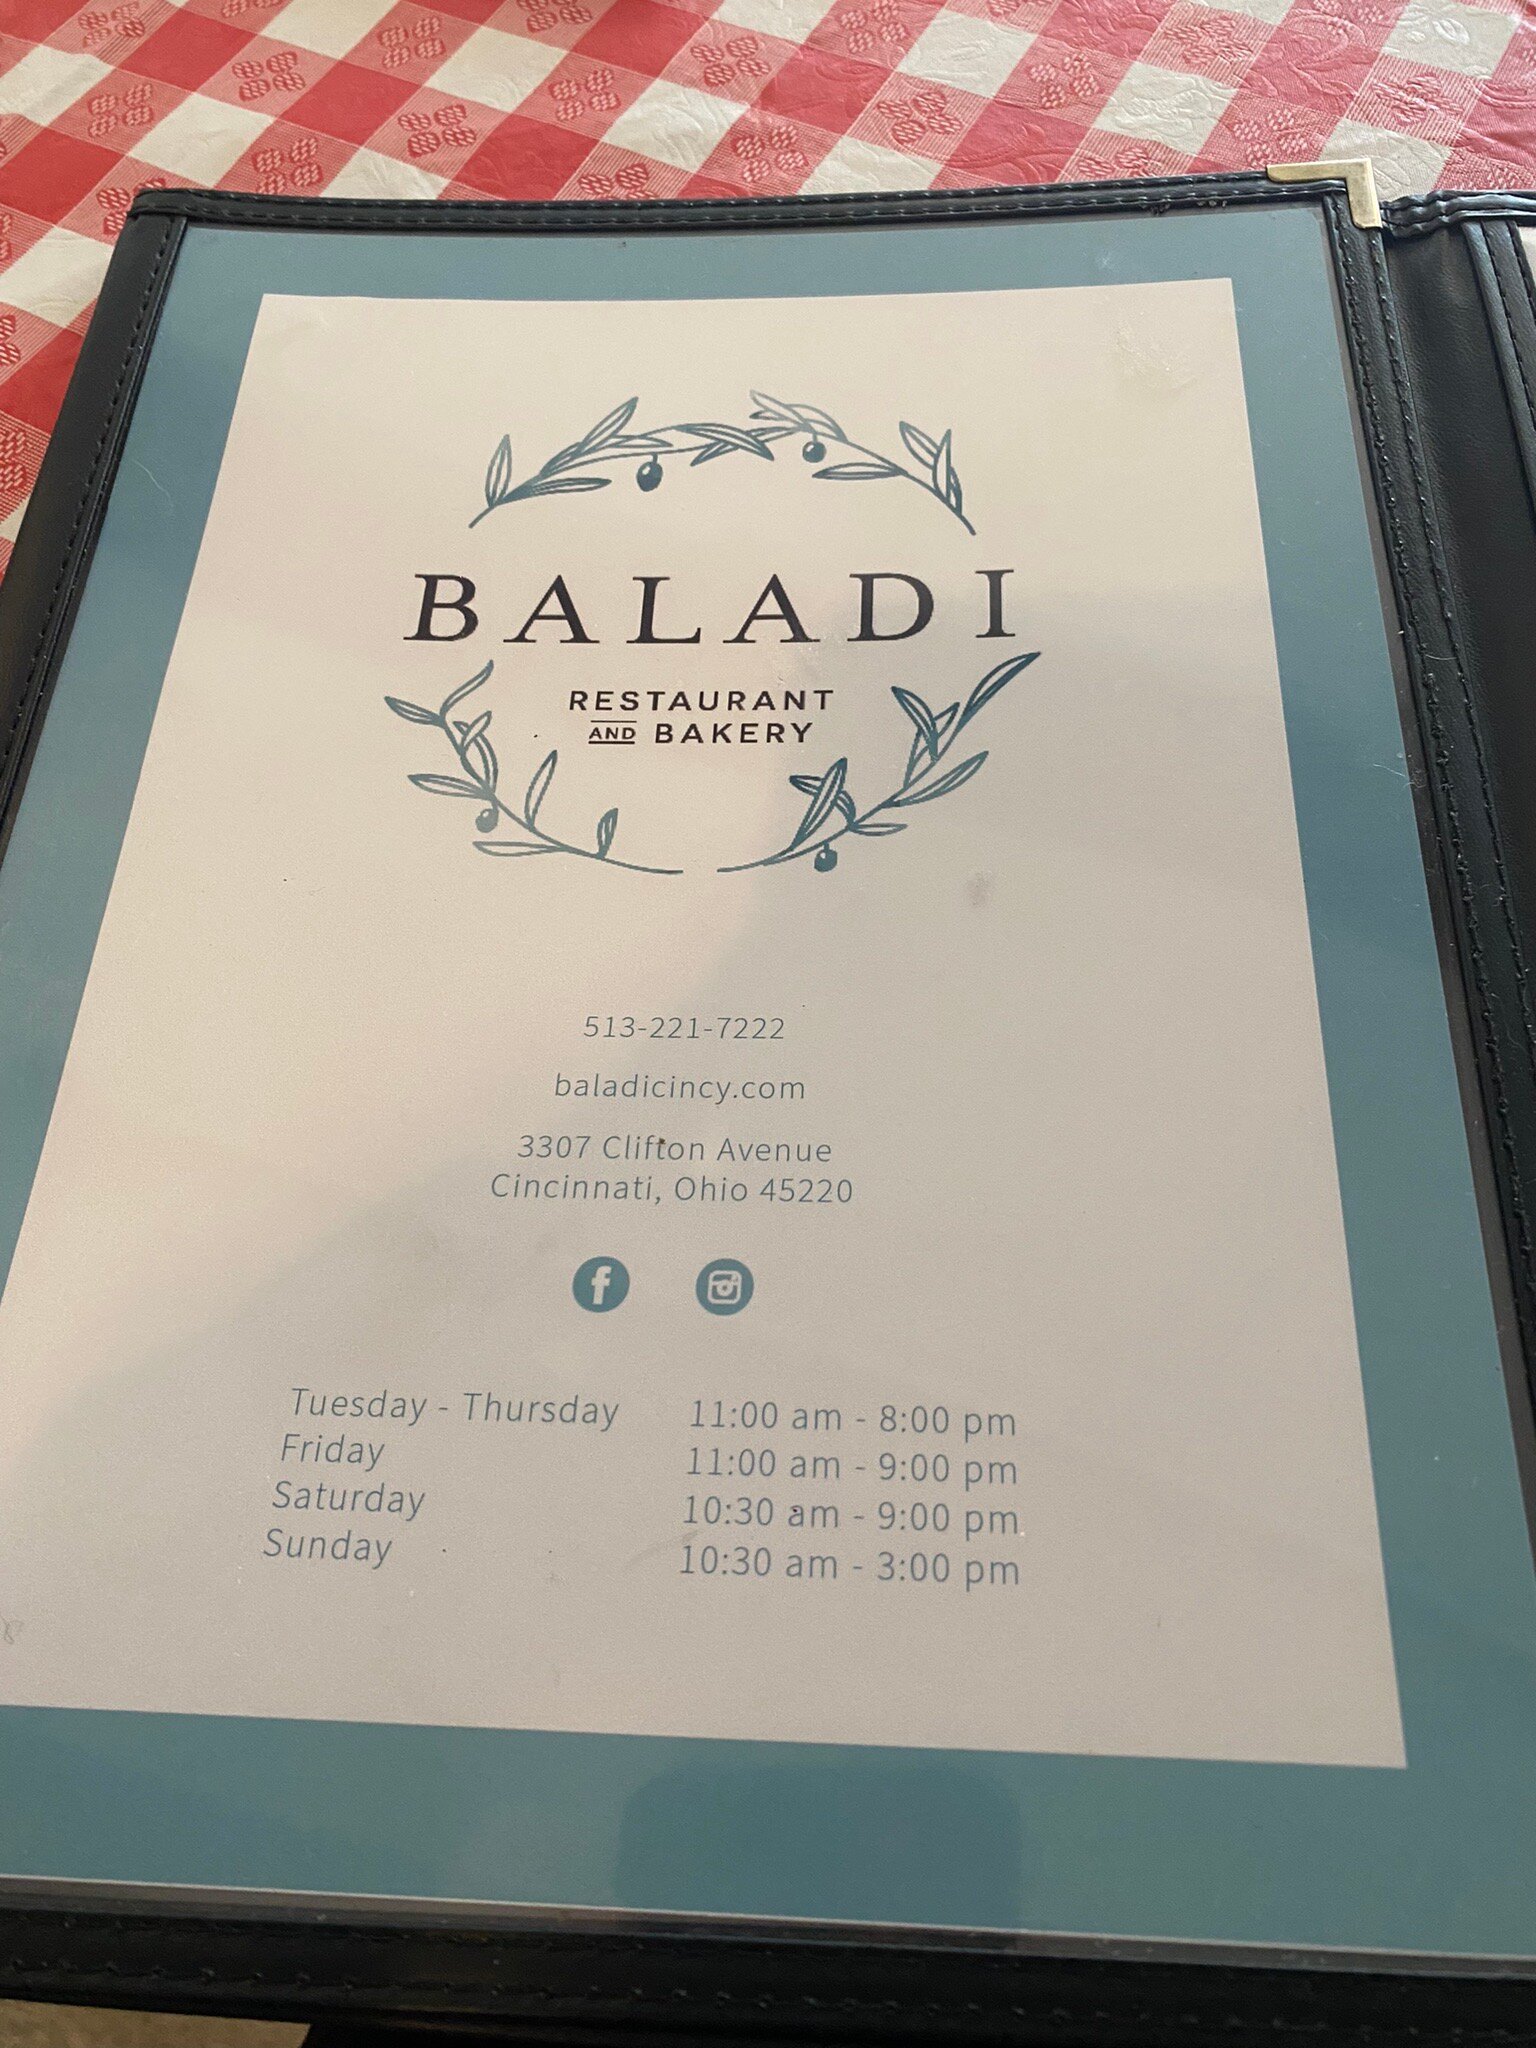 BALADI
RESTAURANT
AND BAKERY
513-221-7222
baladicincy.com
3307 Clifton Avenue
Cincinnati, Ohio 45220
Tuesday - Thursday 11:00 am - 8:00 pm
Friday 11:00 am - 9:00 pm
Saturday 10:30 am - 9:00 pm
Sunday 10:30 am - 3:00 pm